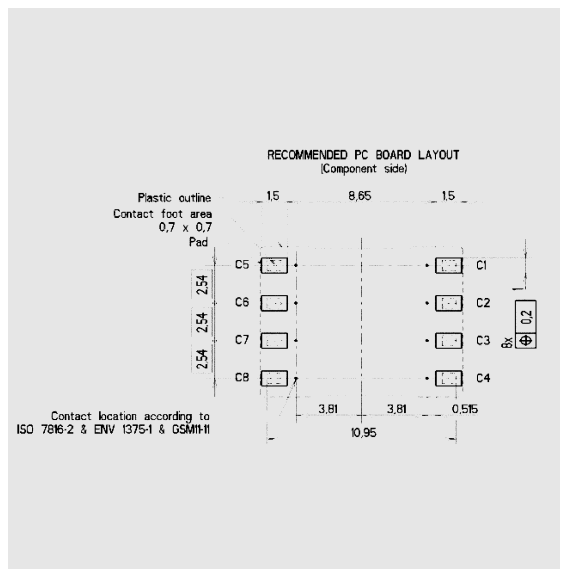 RECOMMENDED PC BOARD LAYOUT
(Component side)
Plastic outline
1,5
8,65
1,5
Contact foot area
0,7 x 0,7
Pad
C5
C1
2,54
C6
C2
1
0,2
2,54
C7
C3
8x
2,54
C8
C4
3,81
3,81
0,515
Contact location according to
ISO 7816-2 & ENV 1375-1 & GSM11-11
10,95